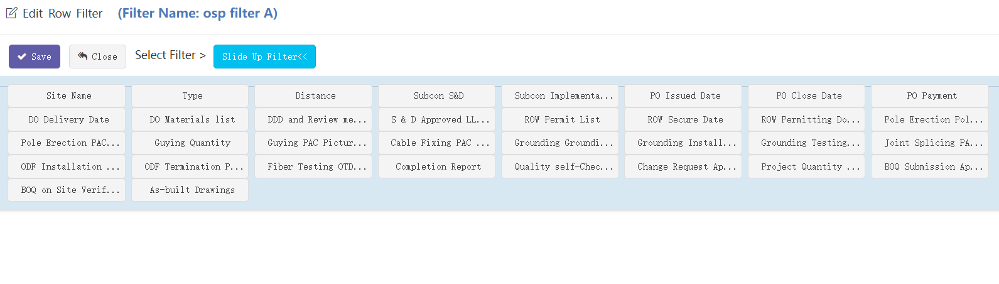 Edit Row Filter (Filter Name: osp filter A)
Save Close Select Filter > Slide Up Filter<<
Site Name Type Distance Subcon S&D Subcon Implementa... PO Issued Date PO Close Date PO Payment
DO Delivery Date DO Materials list DDD and Review me... S & D Approved LL... ROW Permit List ROW Secure Date ROW Permitting Do... Pole Erection Pol...
Pole Erection PAC... Guying Quantity Guying PAC Pictur... Cable Fixing PAC ... Grounding Groundi... Grounding Install... Grounding Testing... Joint Splicing PA...
ODF Installation ... ODF Termination P... Fiber Testing OTD... Completion Report Quality self-Chec... Change Request Ap... Project Quantity ... BOQ Submission Ap...
BOQ on Site Verif... As-built Drawings